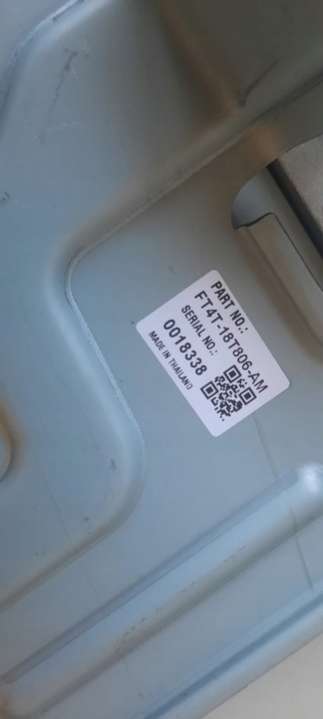 PART NO.:
FT4T-18T806-AM
SERIAL NO.:
0018338
MADE IN THAILAND